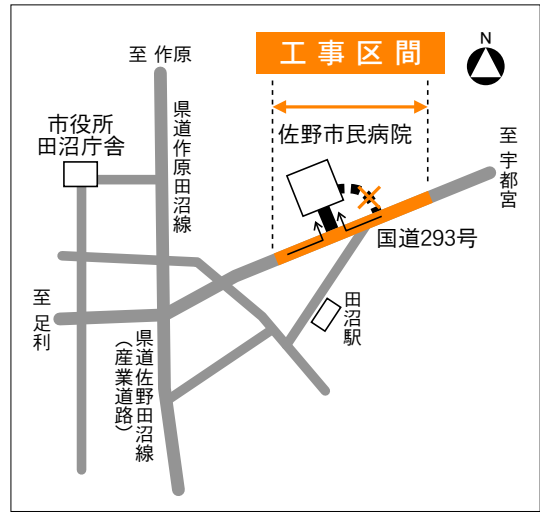 工事区間
N
至 作原
市役所
田沼庁舎
県道作原田沼線
佐野市民病院
至 宇都宮
国道293号
至 足利
田沼駅
県道佐野田沼線
(産業道路)